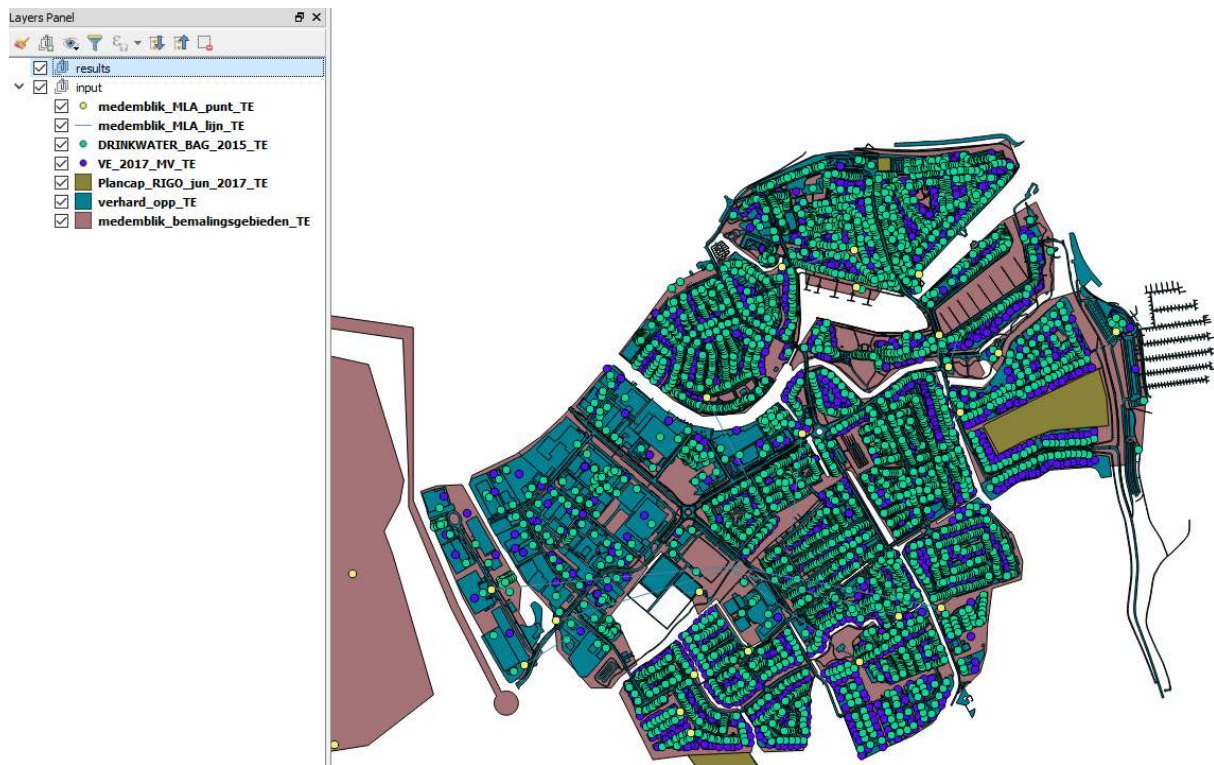 Layers Panel
results
input
medemblik_MLA_punt_TE
medemblik_MLA_lijn_TE
DRINKWATER_BAG_2015_TE
VE_2017_MV_TE
Plancap_RIGO_jun_2017_TE
verhard_opp_TE
medemblik_bemalingsgebieden_TE